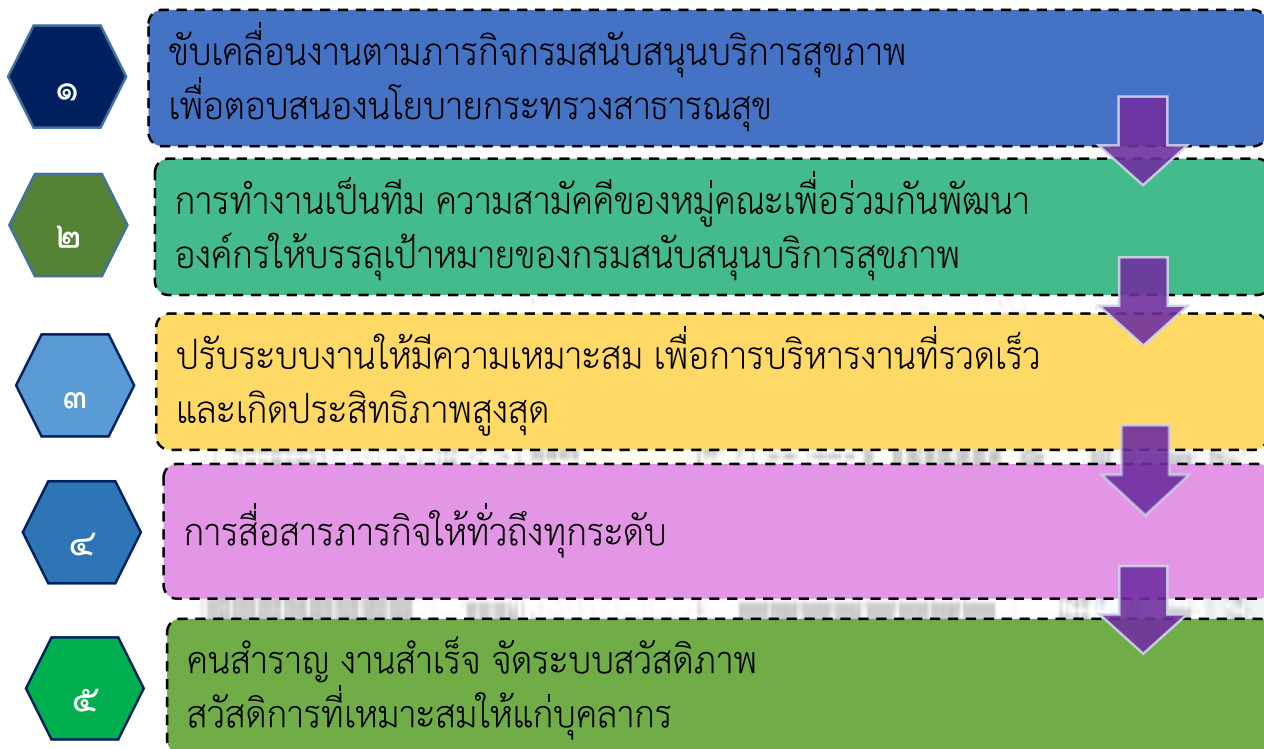 ๑
ขับเคลื่อนงานตามภารกิจกรมสนับสนุนบริการสุขภาพ
เพื่อตอบสนองนโยบายกระทรวงสาธารณสุข
๒
การทำงานเป็นทีม ความสามัคคีของหมู่คณะเพื่อร่วมกันพัฒนา
องค์กรให้บรรลุเป้าหมายของกรมสนับสนุนบริการสุขภาพ
๓
ปรับระบบงานให้มีความเหมาะสม เพื่อการบริหารงานที่รวดเร็ว
และเกิดประสิทธิภาพสูงสุด
๔
การสื่อสารภารกิจให้ทั่วถึงทุกระดับ
๕
คนสำราญ งานสำเร็จ จัดระบบสวัสดิภาพ
สวัสดิการที่เหมาะสมให้แก่บุคลากร